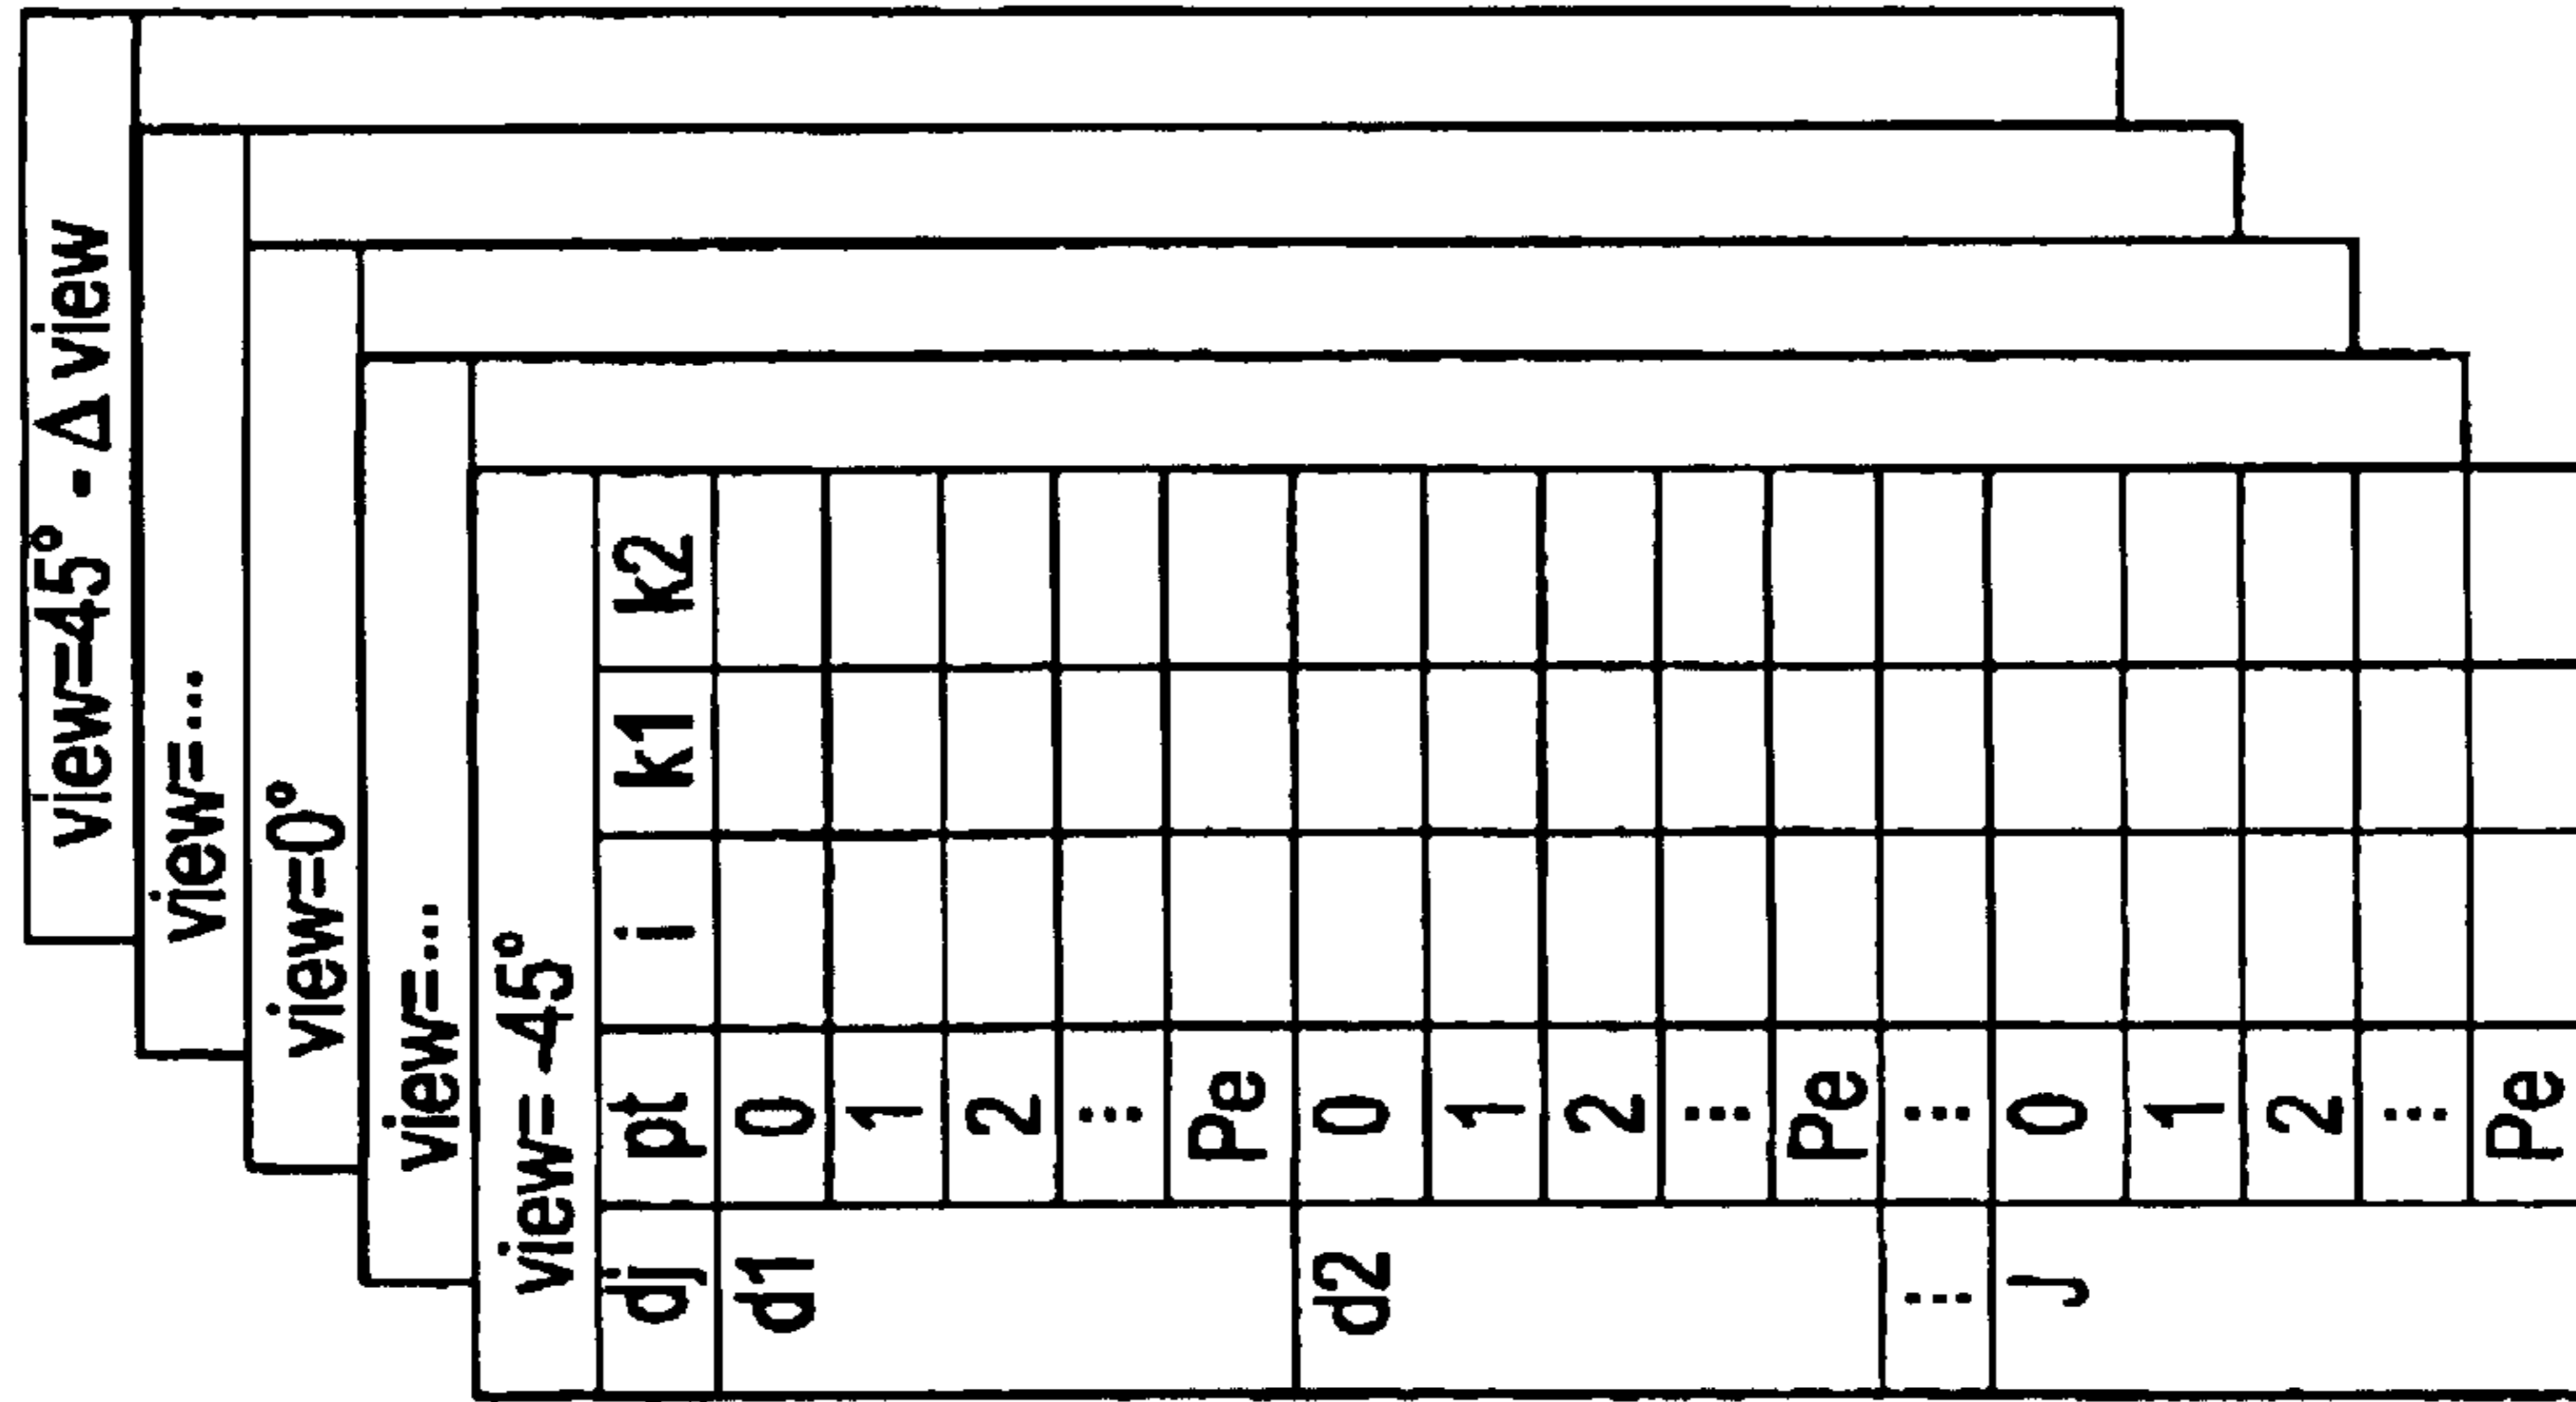 view=45° - Δ view
view=...
view=0°
view=...
view= -45°
dj pt i k1 k2
d1 0
1
2
⋮
Pe
d2 0
1
2
⋮
Pe
⋮ ⋮
J 0
1
2
⋮
Pe